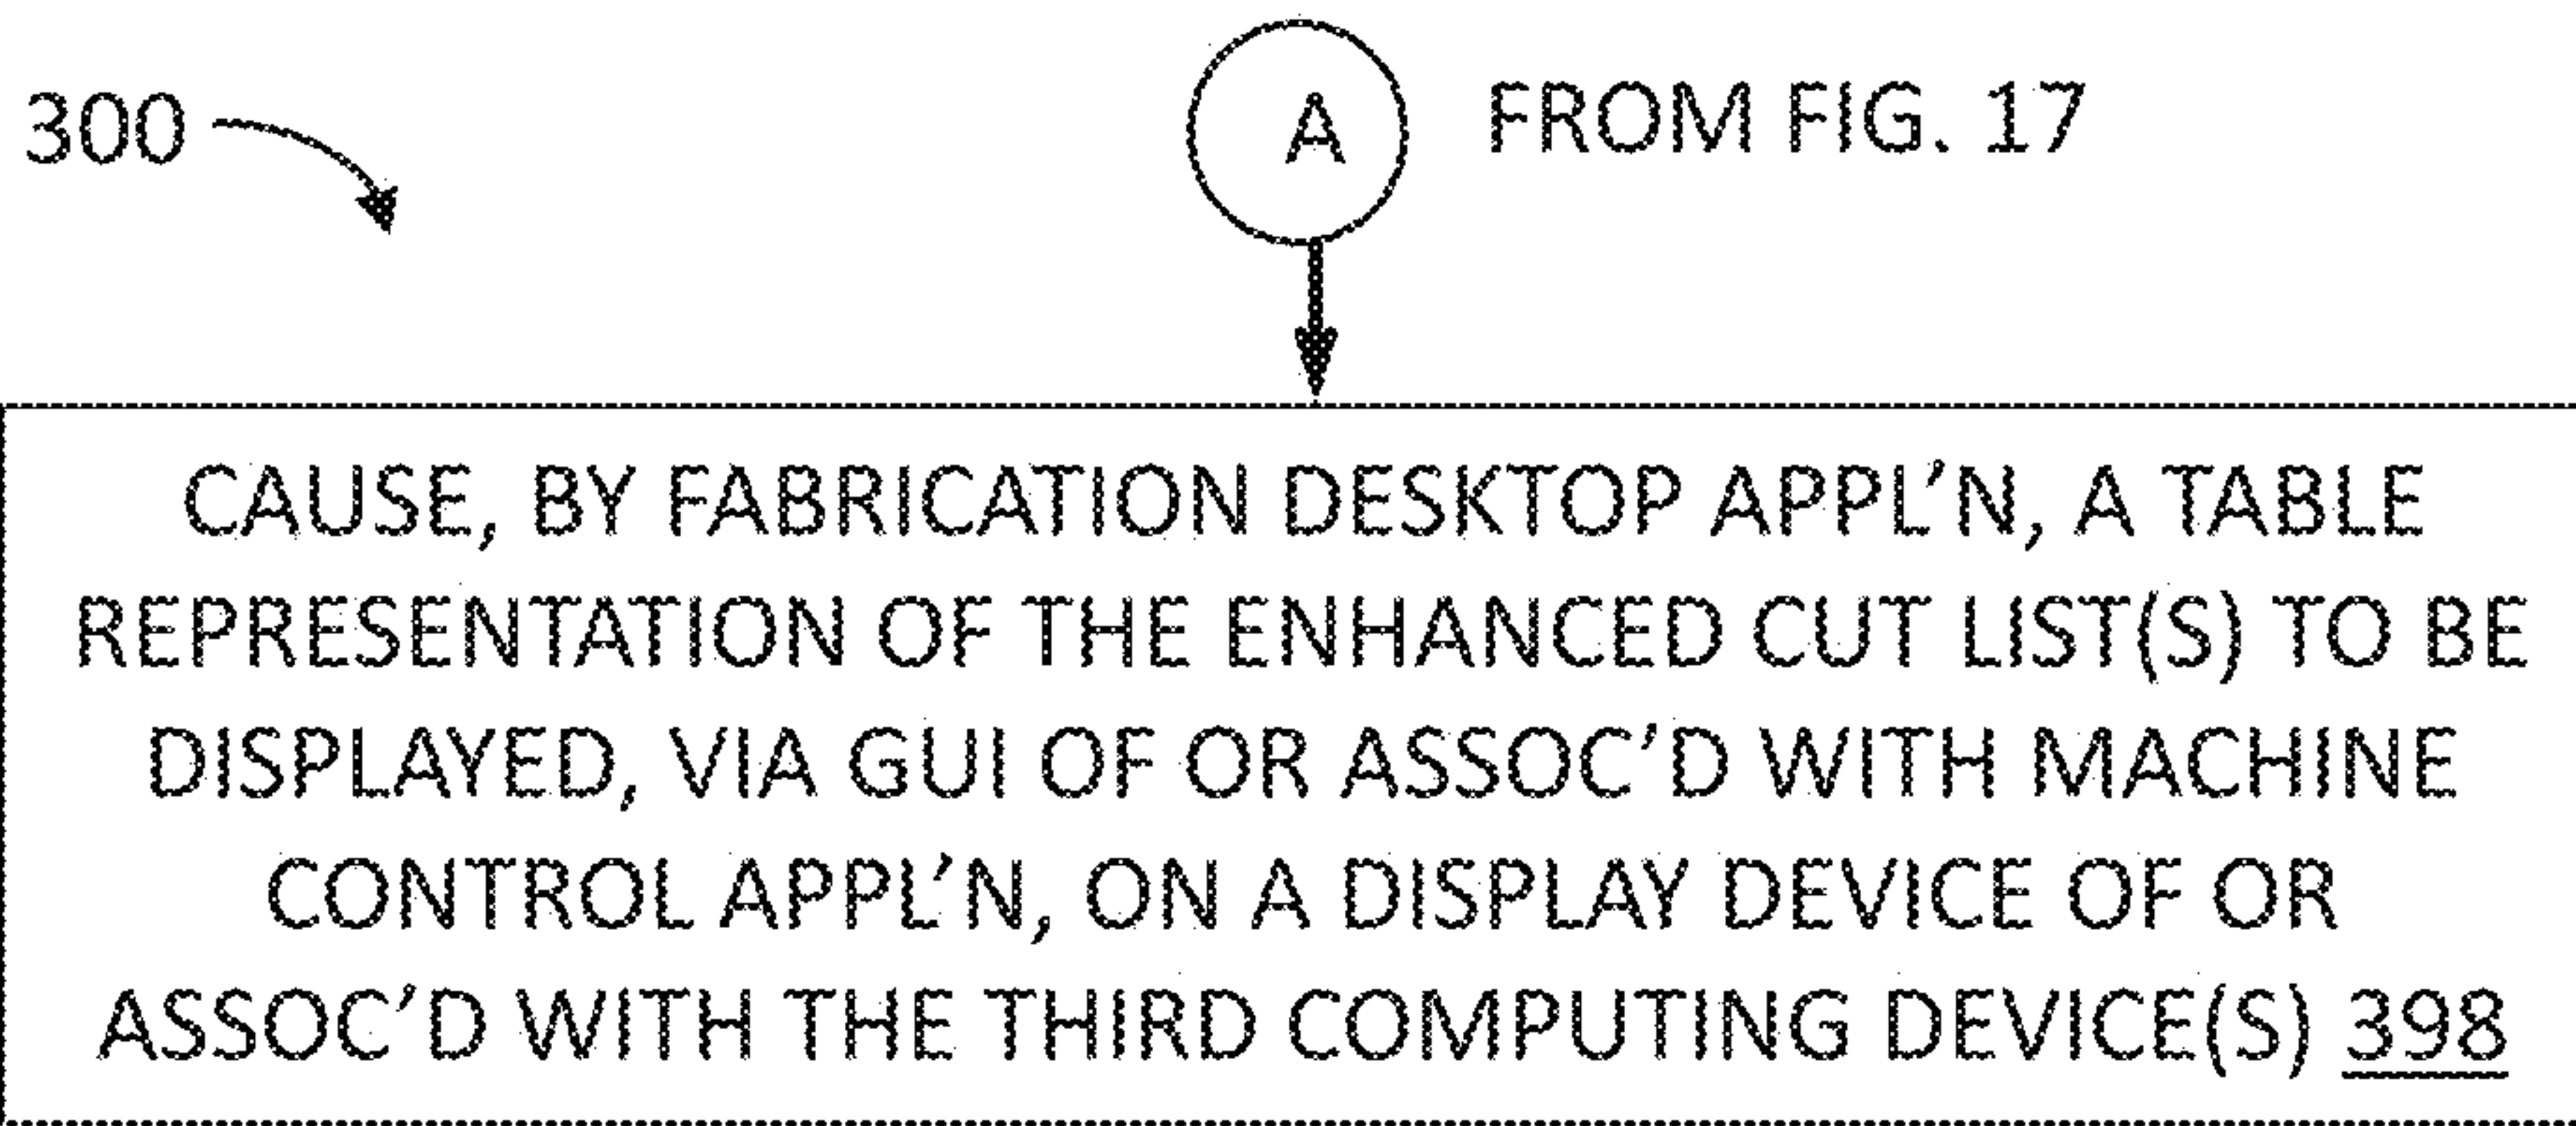 300
A FROM FIG. 17
CAUSE, BY FABRICATION DESKTOP APPL'N, A TABLE
REPRESENTATION OF THE ENHANCED CUT LIST(S) TO BE
DISPLAYED, VIA GUI OF OR ASSOC'D WITH MACHINE
CONTROL APPL'N, ON A DISPLAY DEVICE OF OR
ASSOC'D WITH THE THIRD COMPUTING DEVICE(S) 398